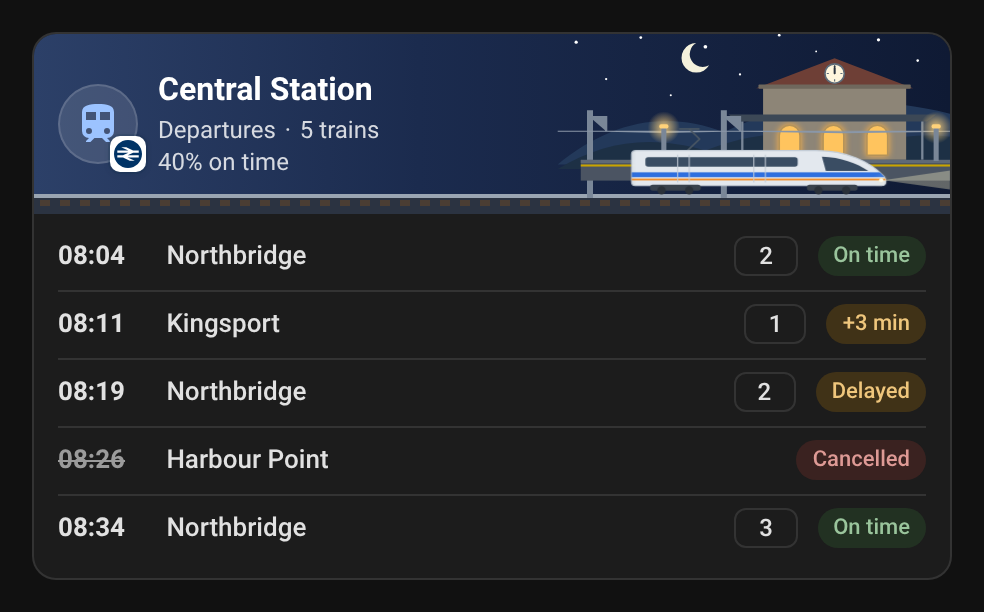 Central Station
Departures · 5 trains
40% on time
08:04 Northbridge 2 On time
08:11 Kingsport 1 +3 min
08:19 Northbridge 2 Delayed
08:26 Harbour Point Cancelled
08:34 Northbridge 3 On time